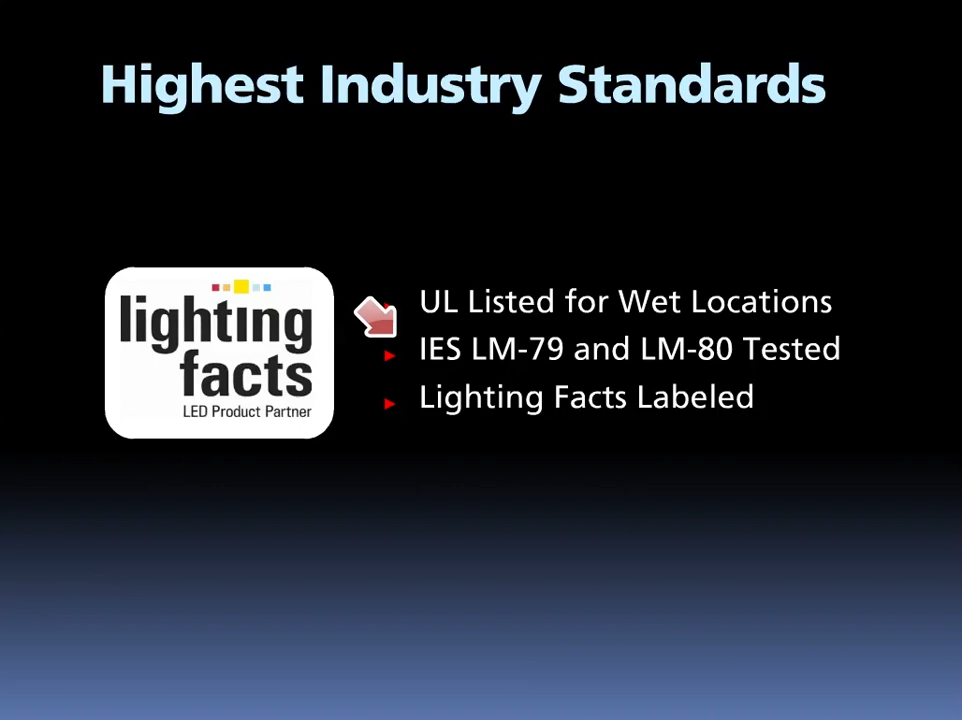 Highest Industry Standards
lighting
facts
LED Product Partner
UL Listed for Wet Locations
IES LM-79 and LM-80 Tested
Lighting Facts Labeled